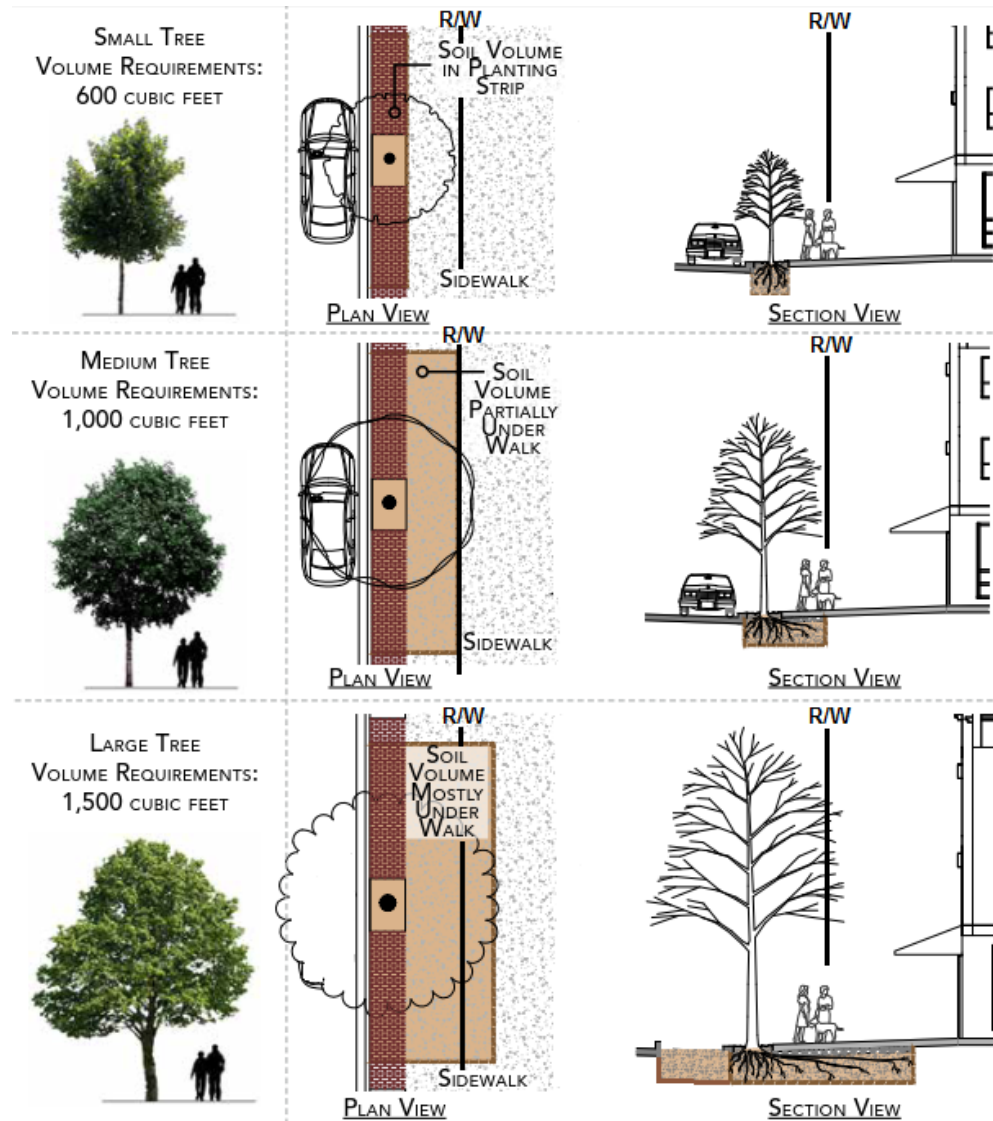 Small Tree
Volume Requirements:
600 cubic feet
R/W
Soil Volume
in Planting
Strip
Sidewalk
Plan View
R/W
Section View
Medium Tree
Volume Requirements:
1,000 cubic feet
R/W
Soil
Volume
Partially
Under
Walk
Sidewalk
Plan View
R/W
Section View
Large Tree
Volume Requirements:
1,500 cubic feet
R/W
Soil
Volume
Mostly
Under
Walk
Sidewalk
Plan View
R/W
Section View